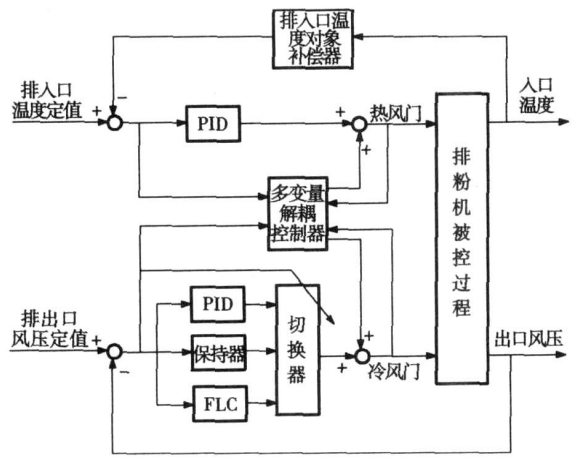 排入口温
度对象
补偿器
排入口
温度定值
+
−
PID
+
+
热风门
入口
温度
多变量
解耦
控制器
排粉机被控过程
排出口
风压定值
+
−
PID
保持器
FLC
切换器
+
+
冷风门
出口风压